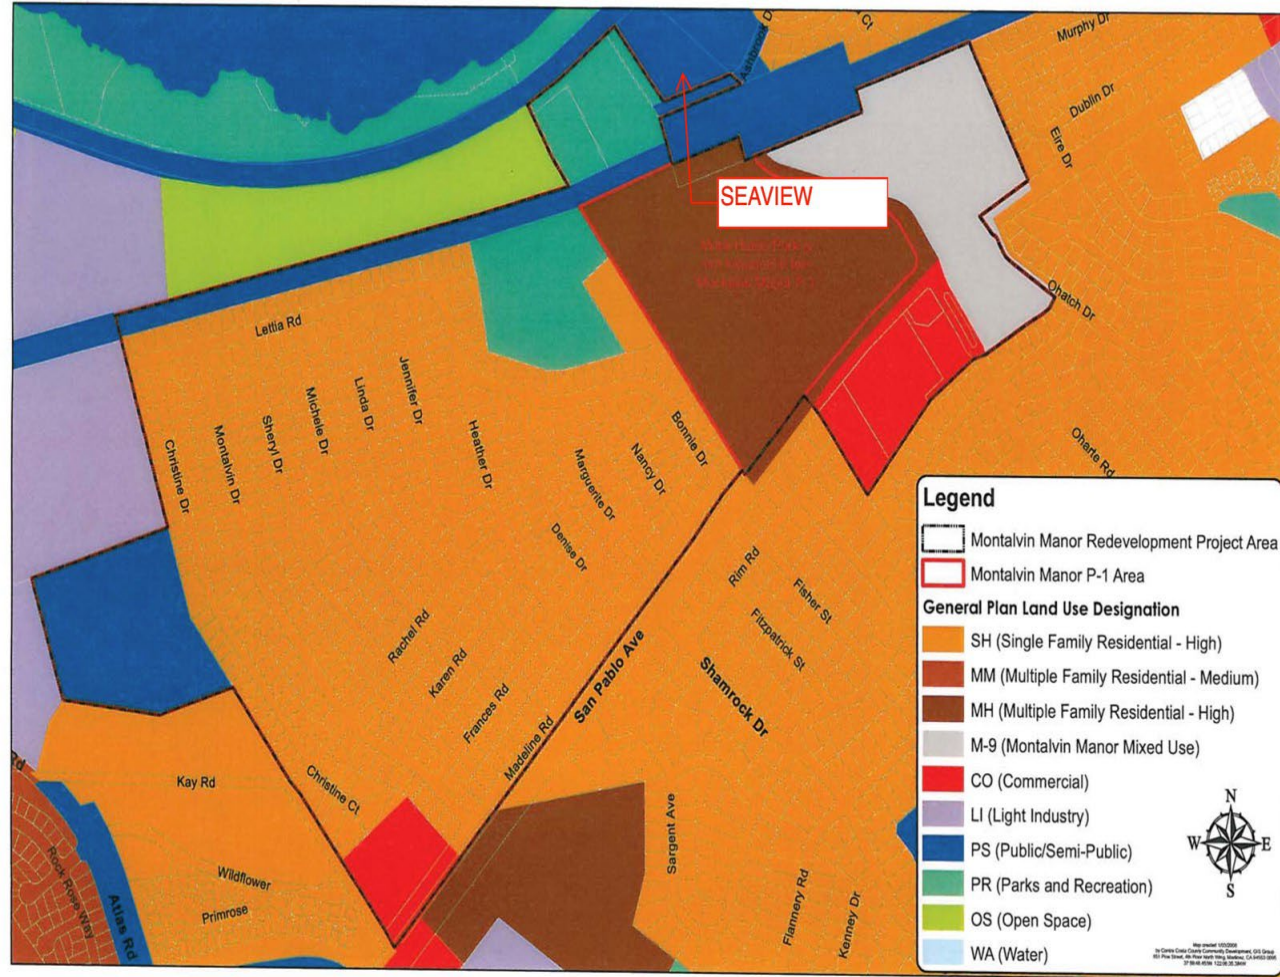 Murphy Dr
Ct
Ashbrook D
Dublin Dr
Eire Dr
SEAVIEW
Ohatch Dr
Lettia Rd
Jennifer Dr
Linda Dr
Michele Dr
Sheryl Dr
Montalvin Dr
Christine Dr
Heather Dr
Bonnie Dr
Nancy Dr
Marguerite Dr
Denise Dr
Oharte Rd
Rim Rd
Fisher St
Fitzpatrick St
Rachel Rd
Karen Rd
Frances Rd
Madeline Rd
San Pablo Ave
Shamrock Dr
Rd
Kay Rd
Christine Ct
Sargent Ave
Wildflower
Primrose
Rock Rose Way
Atlas Rd
Flannery Rd
Kenney Dr
Legend
Montalvin Manor Redevelopment Project Area
Montalvin Manor P-1 Area
General Plan Land Use Designation
SH (Single Family Residential - High)
MM (Multiple Family Residential - Medium)
MH (Multiple Family Residential - High)
M-9 (Montalvin Manor Mixed Use)
CO (Commercial)
LI (Light Industry)
PS (Public/Semi-Public)
PR (Parks and Recreation)
OS (Open Space)
WA (Water)
N
W E
S